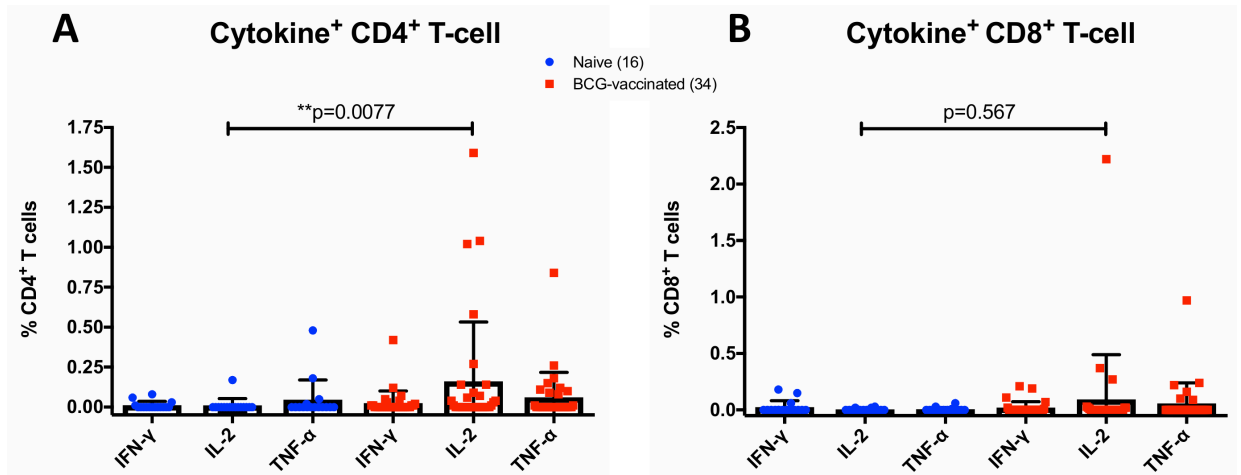 A
Cytokine⁺ CD4⁺ T-cell
B
Cytokine⁺ CD8⁺ T-cell
Naive (16)
BCG-vaccinated (34)
**p=0.0077
1.75
1.50
1.25
1.00
0.75
0.50
0.25
0.00
% CD4⁺ T cells
IFN-γ
IL-2
TNF-α
IFN-γ
IL-2
TNF-α
p=0.567
2.5
2.0
1.5
1.0
0.5
0.0
% CD8⁺ T cells
IFN-γ
IL-2
TNF-α
IFN-γ
IL-2
TNF-α